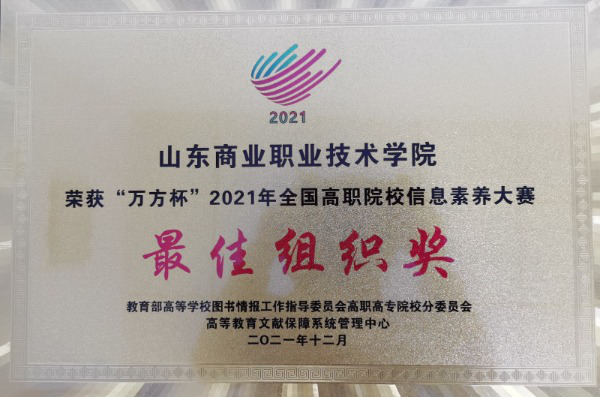 2021
山东商业职业技术学院
荣获“万方杯”2021年全国高职院校信息素养大赛
最佳组织奖
教育部高等学校图书情报工作指导委员会高职高专院校分委员会
高等教育文献保障系统管理中心
二〇二一年十二月